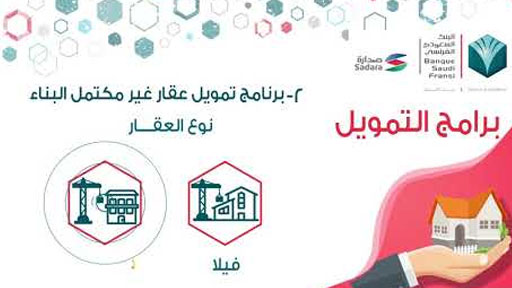 البنك
السعودي
الفرنسي
Banque
Saudi
Fransi
صدارة
Sadara
برامج التمويل
٢- برنامج تمويل عقار غير مكتمل البناء
نوع العقـــار
فيلا